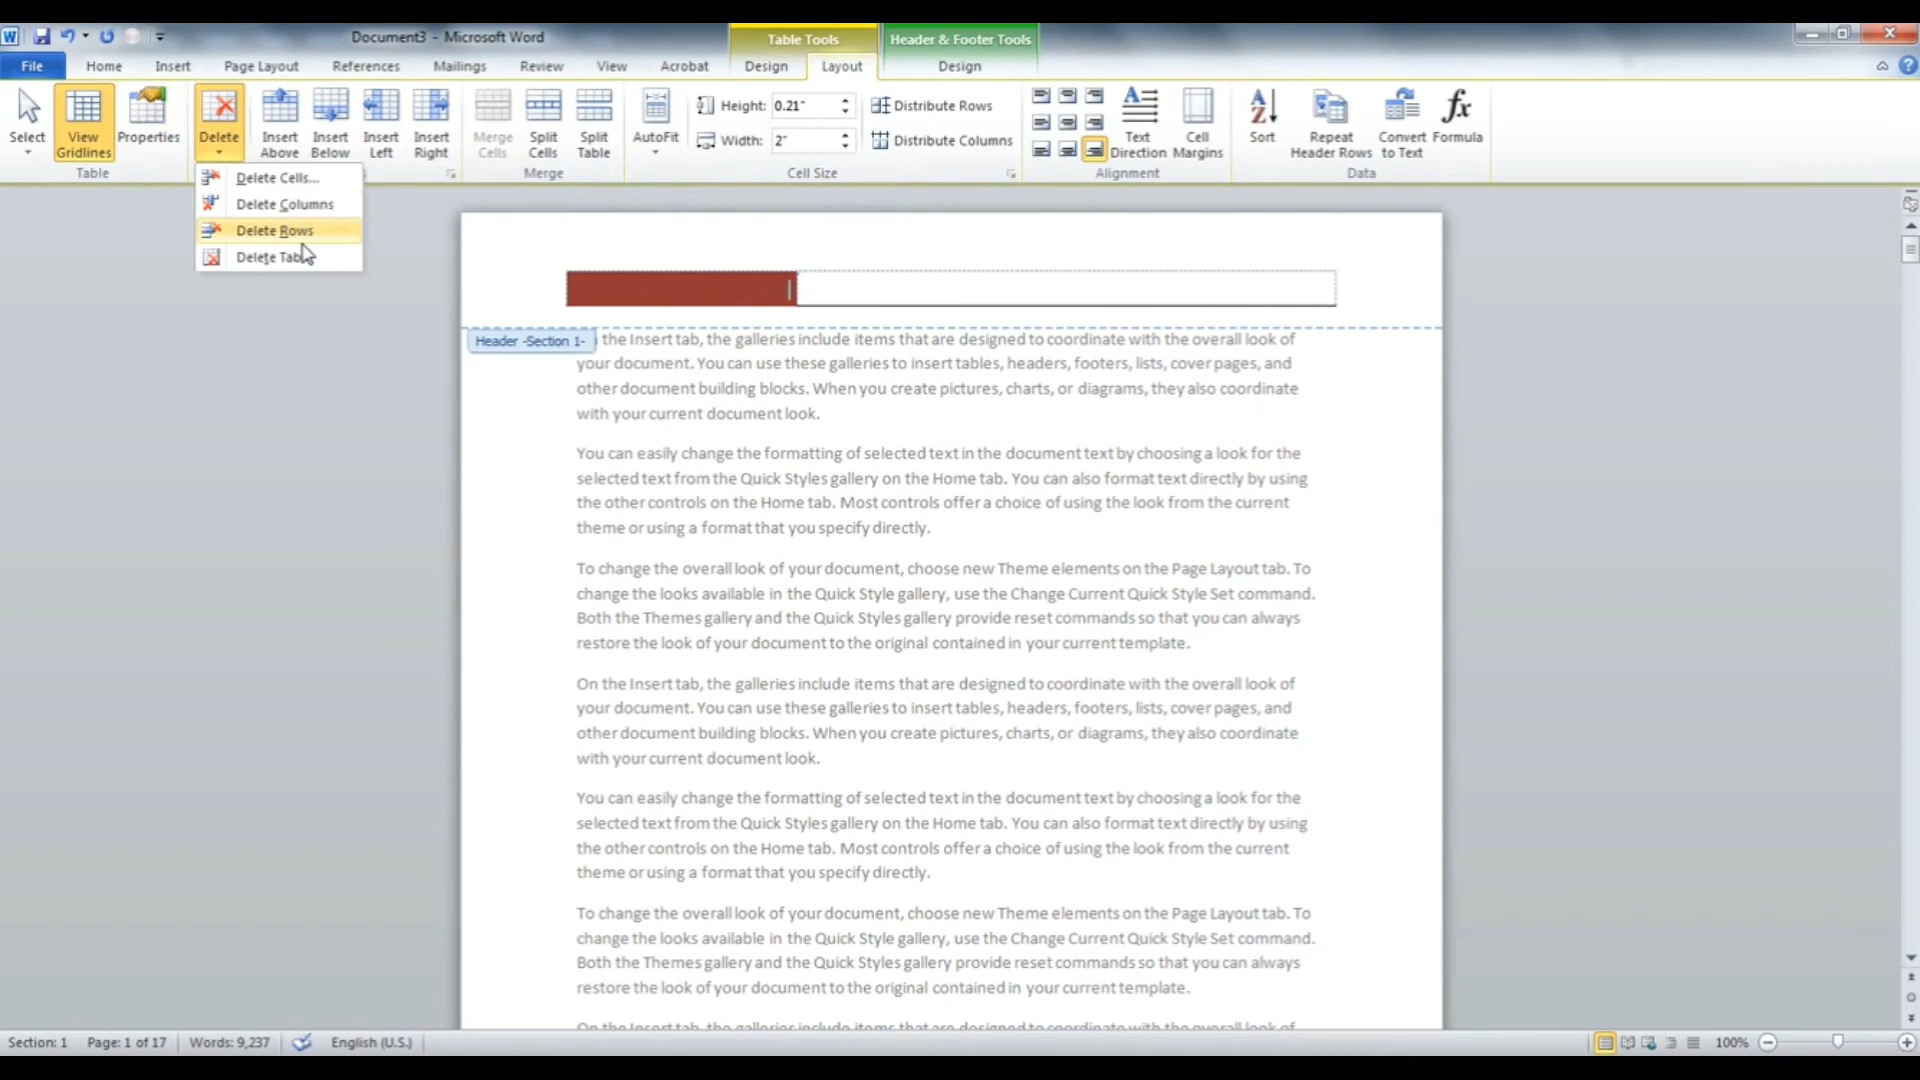 W
Document3 - Microsoft Word
Table Tools
Header & Footer Tools
File
Home
Insert
Page Layout
References
Mailings
Review
View
Acrobat
Design
Layout
Design
Select
View Gridlines
Properties
Table
Delete
Insert Above
Insert Below
Insert Left
Insert Right
Merge Cells
Split Cells
Split Table
Merge
AutoFit
Height: 0.21"
Width: 2"
Distribute Rows
Distribute Columns
Cell Size
Text Direction
Cell Margins
Alignment
Sort
Repeat Header Rows
Convert to Text
Formula
Data
Delete Cells...
Delete Columns
Delete Rows
Header -Section 1-
the Insert tab, the galleries include items that are designed to coordinate with the overall look of
your document. You can use these galleries to insert tables, headers, footers, lists, cover pages, and
other document building blocks. When you create pictures, charts, or diagrams, they also coordinate
with your current document look.
You can easily change the formatting of selected text in the document text by choosing a look for the
selected text from the Quick Styles gallery on the Home tab. You can also format text directly by using
the other controls on the Home tab. Most controls offer a choice of using the look from the current
theme or using a format that you specify directly.
To change the overall look of your document, choose new Theme elements on the Page Layout tab. To
change the looks available in the Quick Style gallery, use the Change Current Quick Style Set command.
Both the Themes gallery and the Quick Styles gallery provide reset commands so that you can always
restore the look of your document to the original contained in your current template.
On the Insert tab, the galleries include items that are designed to coordinate with the overall look of
your document. You can use these galleries to insert tables, headers, footers, lists, cover pages, and
other document building blocks. When you create pictures, charts, or diagrams, they also coordinate
with your current document look.
You can easily change the formatting of selected text in the document text by choosing a look for the
selected text from the Quick Styles gallery on the Home tab. You can also format text directly by using
the other controls on the Home tab. Most controls offer a choice of using the look from the current
theme or using a format that you specify directly.
To change the overall look of your document, choose new Theme elements on the Page Layout tab. To
change the looks available in the Quick Style gallery, use the Change Current Quick Style Set command.
Both the Themes gallery and the Quick Styles gallery provide reset commands so that you can always
restore the look of your document to the original contained in your current template.
On the Insert tab, the galleries include items that are designed to coordinate with the overall look of
Section: 1
Page: 1 of 17
Words: 9,237
English (U.S.)
100%